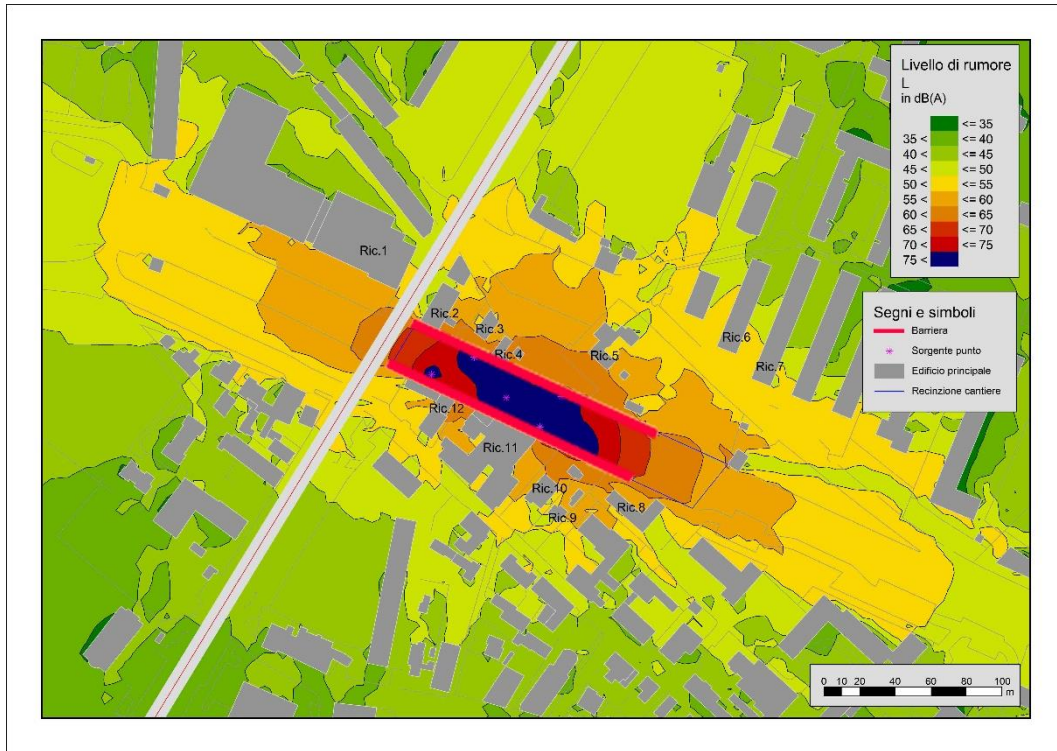 Livello di rumore
L
in dB(A)
<= 35
35 < <= 40
40 < <= 45
45 < <= 50
50 < <= 55
55 < <= 60
60 < <= 65
65 < <= 70
70 < <= 75
75 <
Segni e simboli
Barriera
Sorgente punto
Edificio principale
Recinzione cantiere
Ric.1
Ric.2
Ric.3
Ric.4
Ric.5
Ric.6
Ric.7
Ric.12
Ric.11
Ric.10
Ric.9
Ric.8
0 10 20 40 60 80 100
m